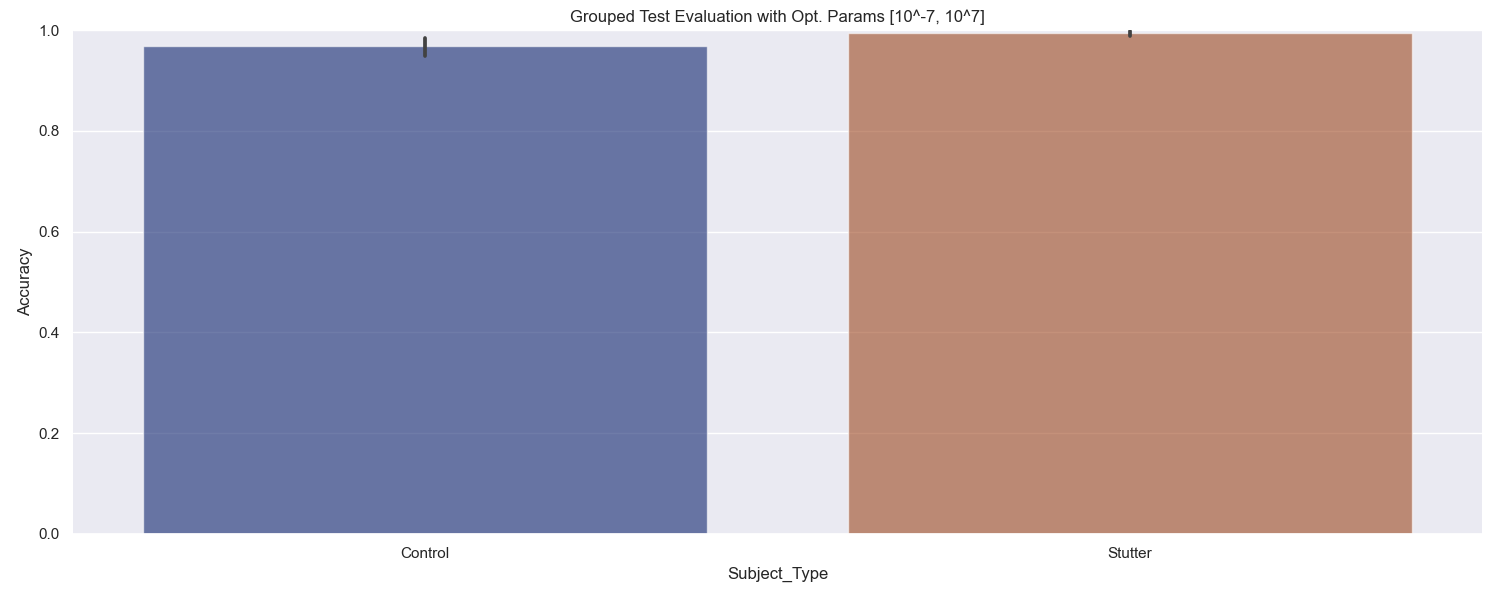 Grouped Test Evaluation with Opt. Params [10^-7, 10^7]
1.0
0.8
0.6
0.4
0.2
0.0
Accuracy
Control
Stutter
Subject_Type